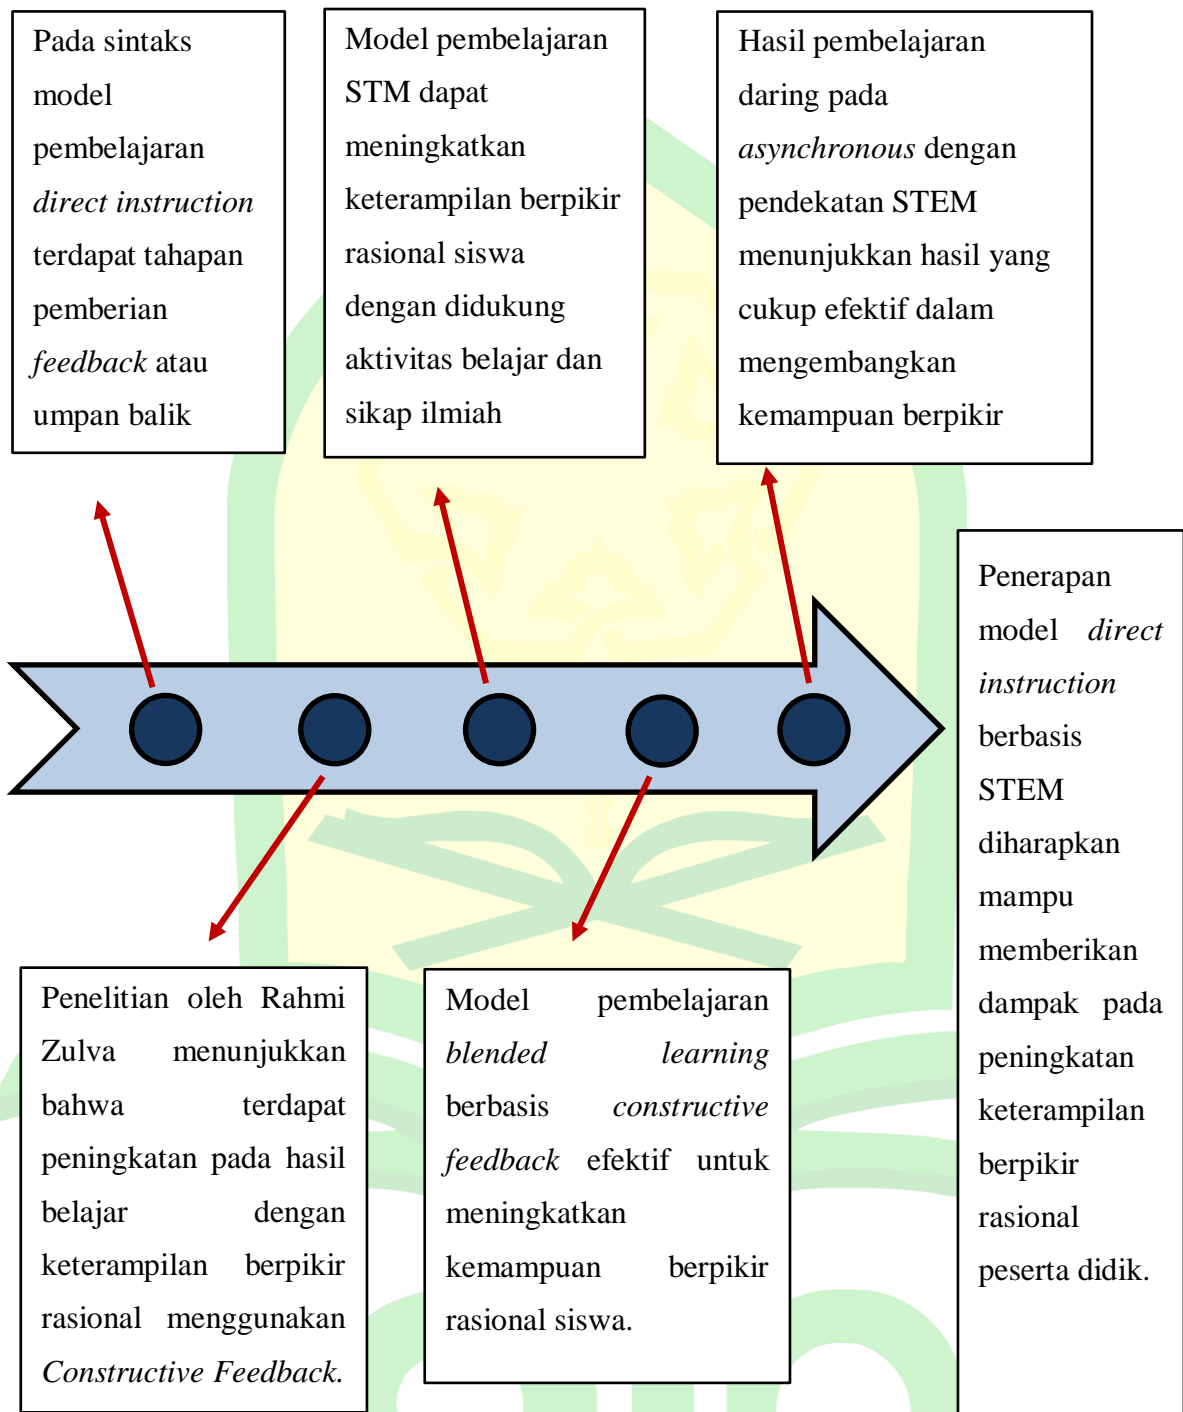 Pada sintaks
model
pembelajaran
direct instruction
terdapat tahapan
pemberian
feedback atau
umpan balik
Model pembelajaran
STM dapat
meningkatkan
keterampilan berpikir
rasional siswa
dengan didukung
aktivitas belajar dan
sikap ilmiah
Hasil pembelajaran
daring pada
asynchronous dengan
pendekatan STEM
menunjukkan hasil yang
cukup efektif dalam
mengembangkan
kemampuan berpikir
Penerapan
model direct
instruction
berbasis
STEM
diharapkan
mampu
memberikan
dampak pada
peningkatan
keterampilan
berpikir
rasional
peserta didik.
Penelitian oleh Rahmi
Zulva menunjukkan
bahwa terdapat
peningkatan pada hasil
belajar dengan
keterampilan berpikir
rasional menggunakan
Constructive Feedback.
Model pembelajaran
blended learning
berbasis constructive
feedback efektif untuk
meningkatkan
kemampuan berpikir
rasional siswa.